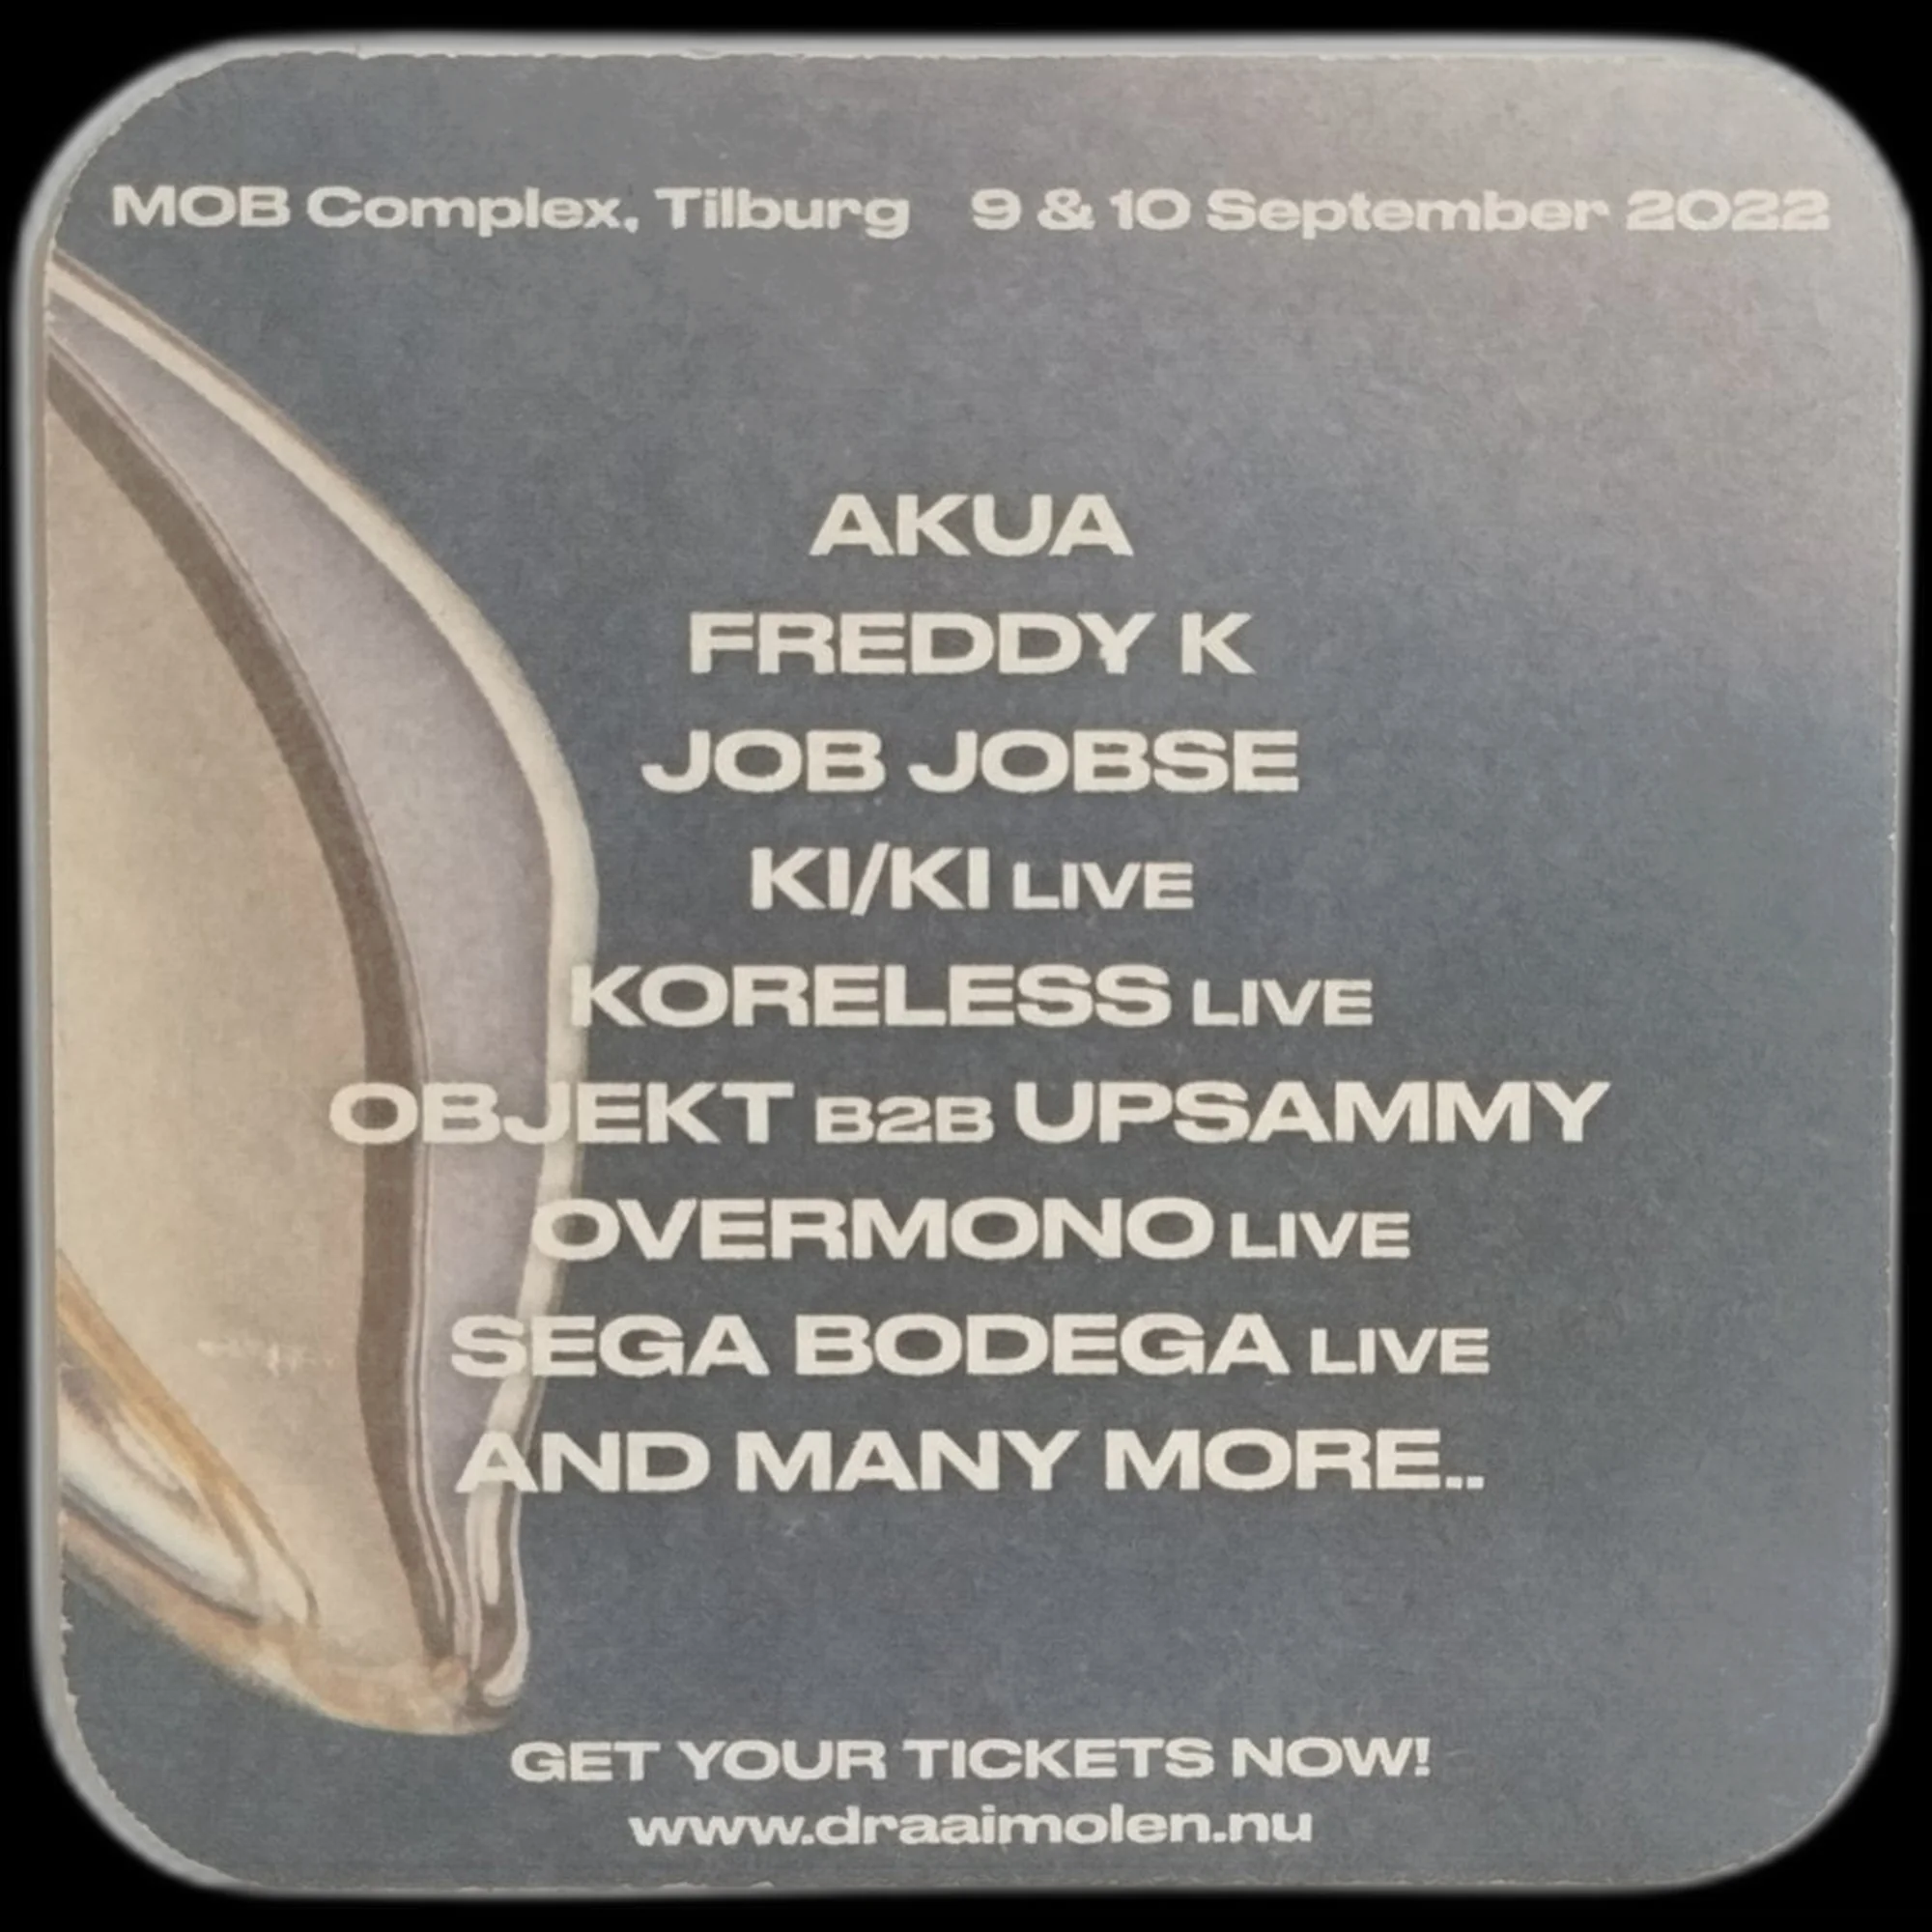 MOB Complex, Tilburg 9 & 10 September 2022
AKUA
FREDDY K
JOB JOBSE
KI/KI LIVE
KORELESS LIVE
OBJEKT B2B UPSAMMY
OVERMONO LIVE
SEGA BODEGA LIVE
AND MANY MORE..
GET YOUR TICKETS NOW!
www.draaimolen.nu